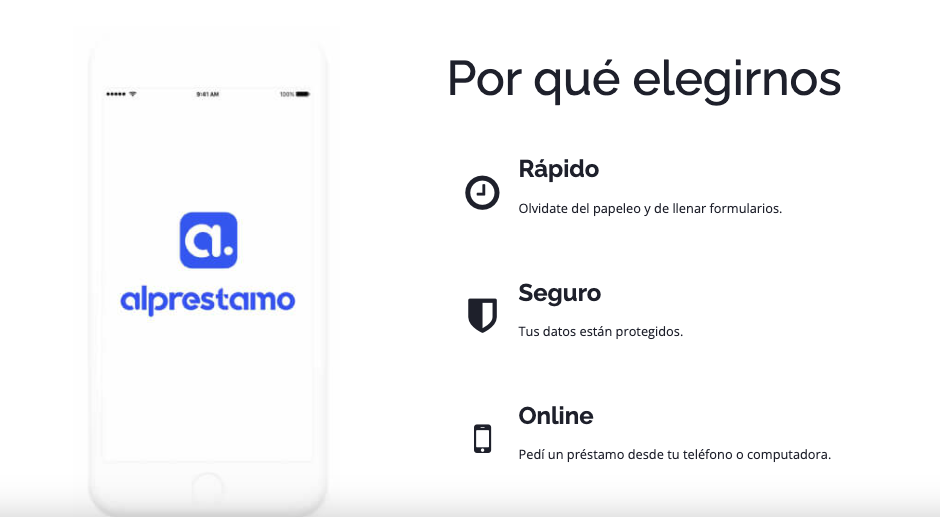 9:41 AM
100%
a.
alprestamo
Por qué elegirnos
Rápido
Olvidate del papeleo y de llenar formularios.
Seguro
Tus datos están protegidos.
Online
Pedí un préstamo desde tu teléfono o computadora.